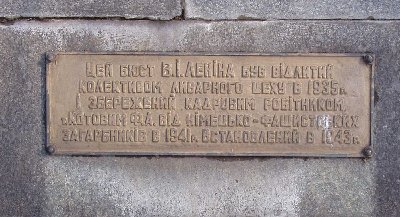 ЦЕЙ БЮСТ В.І.ЛЕНІНА БУВ ВІДЛИТИЙ
КОЛЕКТИВОМ ЛИВАРНОГО ЦЕХУ В 1935р.
І ЗБЕРЕЖЕНИЙ КАДРОВИМ РОБІТНИКОМ,
КОТОВИМ Ф.А. ВІД НІМЕЦЬКО-ФАШИСТСЬКИХ
ЗАГАРБНИКІВ В 1941р. ВСТАНОВЛЕНИЙ В 1943р.